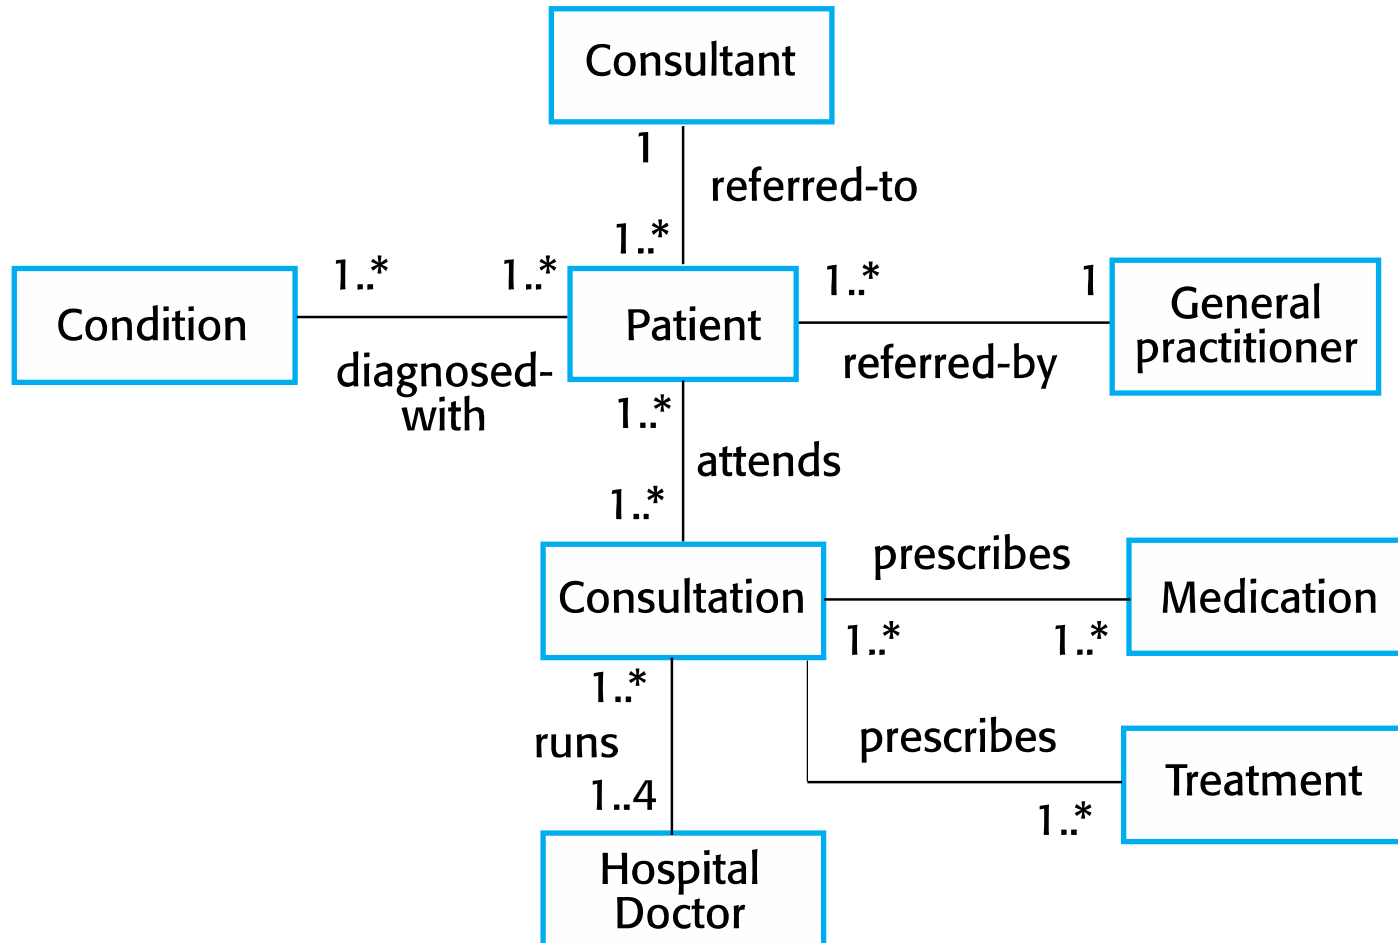 Consultant
1
referred-to
1..*
1..*
1..*
1..*
1
Condition
Patient
General
practitioner
diagnosed-
with
referred-by
1..*
attends
1..*
prescribes
Consultation
Medication
1..*
1..*
1..*
runs
prescribes
1..4
Treatment
1..*
Hospital
Doctor